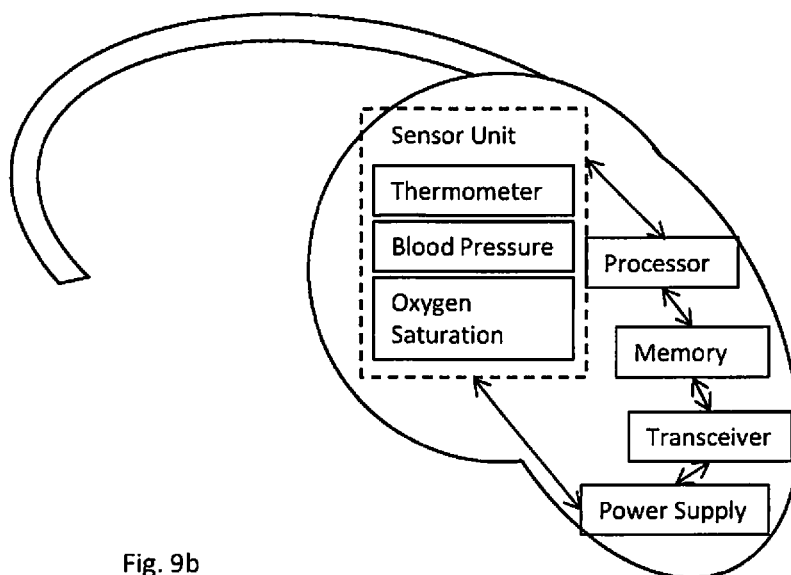 Sensor Unit
Thermometer
Blood Pressure
Oxygen
Saturation
Processor
Memory
Transceiver
Power Supply
Fig. 9b